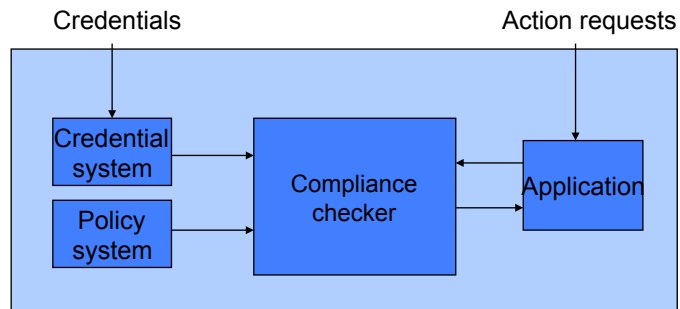 Credentials
Action requests
Credential
system
Compliance
checker
Application
Policy
system